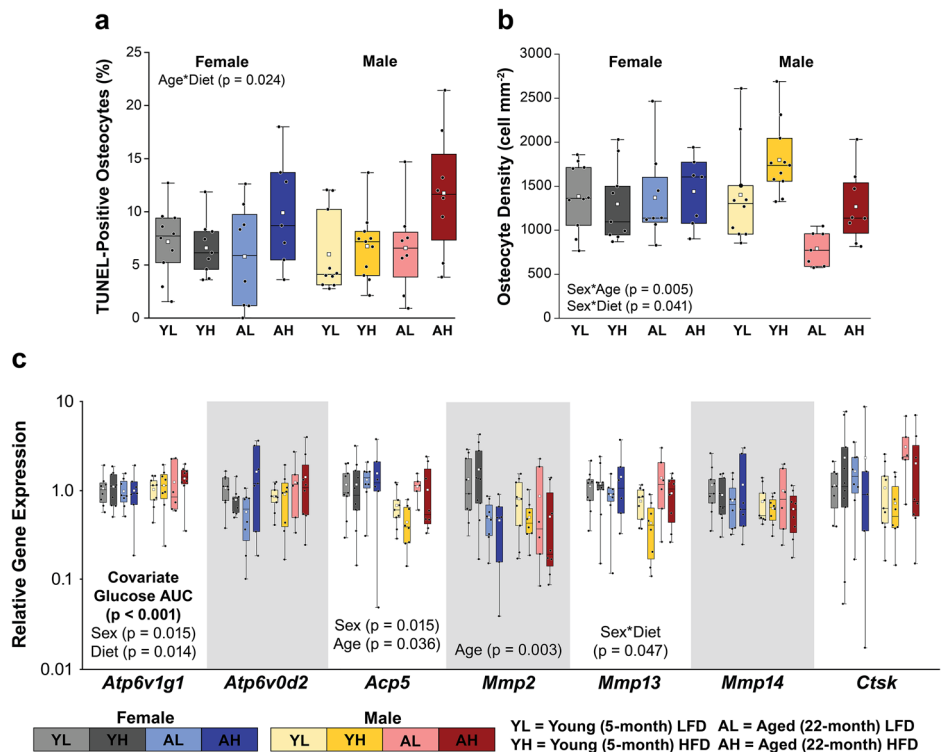 a
Female
Male
Age*Diet (p = 0.024)
TUNEL-Positive Osteocytes (%)
25
20
15
10
5
0
YL YH AL AH YL YH AL AH
b
Female
Male
Osteocyte Density (cell mm-2)
3000
2500
2000
1500
1000
500
0
Sex*Age (p = 0.005)
Sex*Diet (p = 0.041)
YL YH AL AH YL YH AL AH
c
Relative Gene Expression
10
1.0
0.1
0.01
Covariate
Glucose AUC
(p < 0.001)
Sex (p = 0.015)
Diet (p = 0.014)
Sex (p = 0.015)
Age (p = 0.036)
Age (p = 0.003)
Sex*Diet
(p = 0.047)
Atp6v1g1 Atp6v0d2 Acp5 Mmp2 Mmp13 Mmp14 Ctsk
Female
YL YH AL AH
Male
YL YH AL AH
YL = Young (5-month) LFD AL = Aged (22-month) LFD
YH = Young (5-month) HFD AH = Aged (22-month) HFD